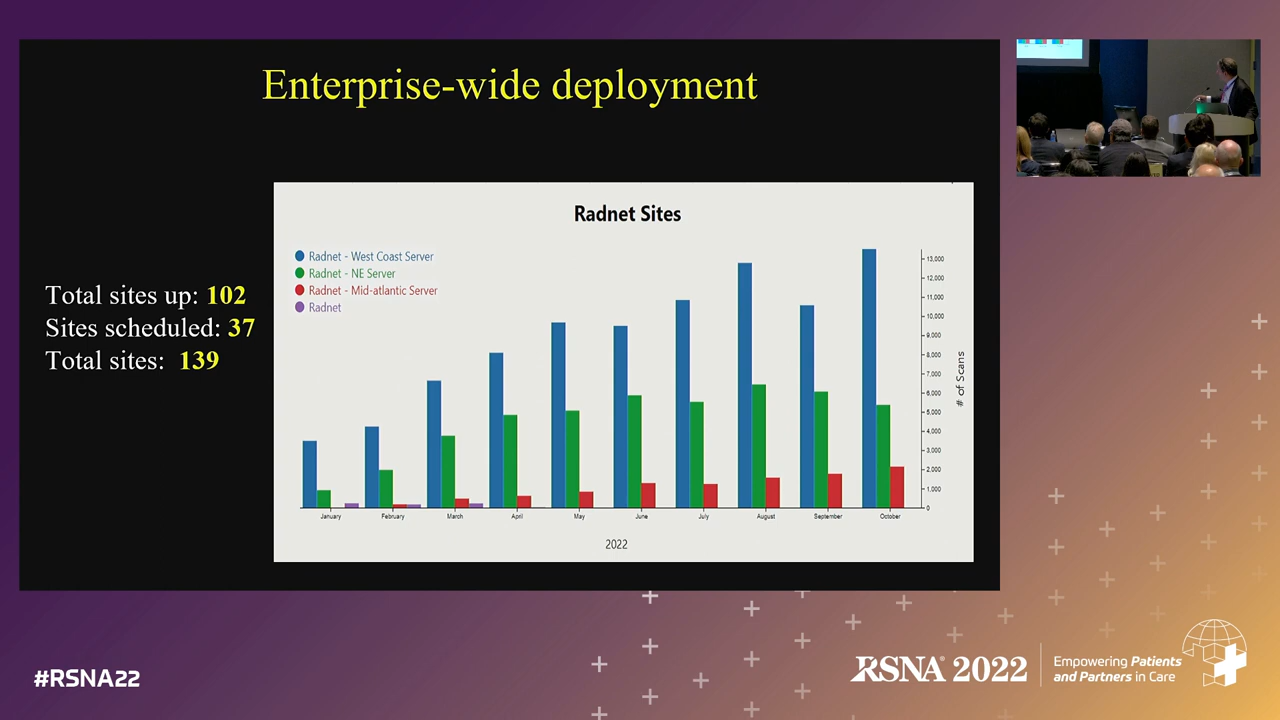 Enterprise-wide deployment
Total sites up: 102
Sites scheduled: 37
Total sites: 139
Radnet Sites
Radnet - West Coast Server
Radnet - NE Server
Radnet - Mid-atlantic Server
Radnet
13,000
12,000
11,000
10,000
9,000
8,000
7,000
6,000
5,000
4,000
3,000
2,000
1,000
0
# of Scans
January February March April May June July August September October
2022
#RSNA22
RSNA® 2022
Empowering Patients
and Partners in Care